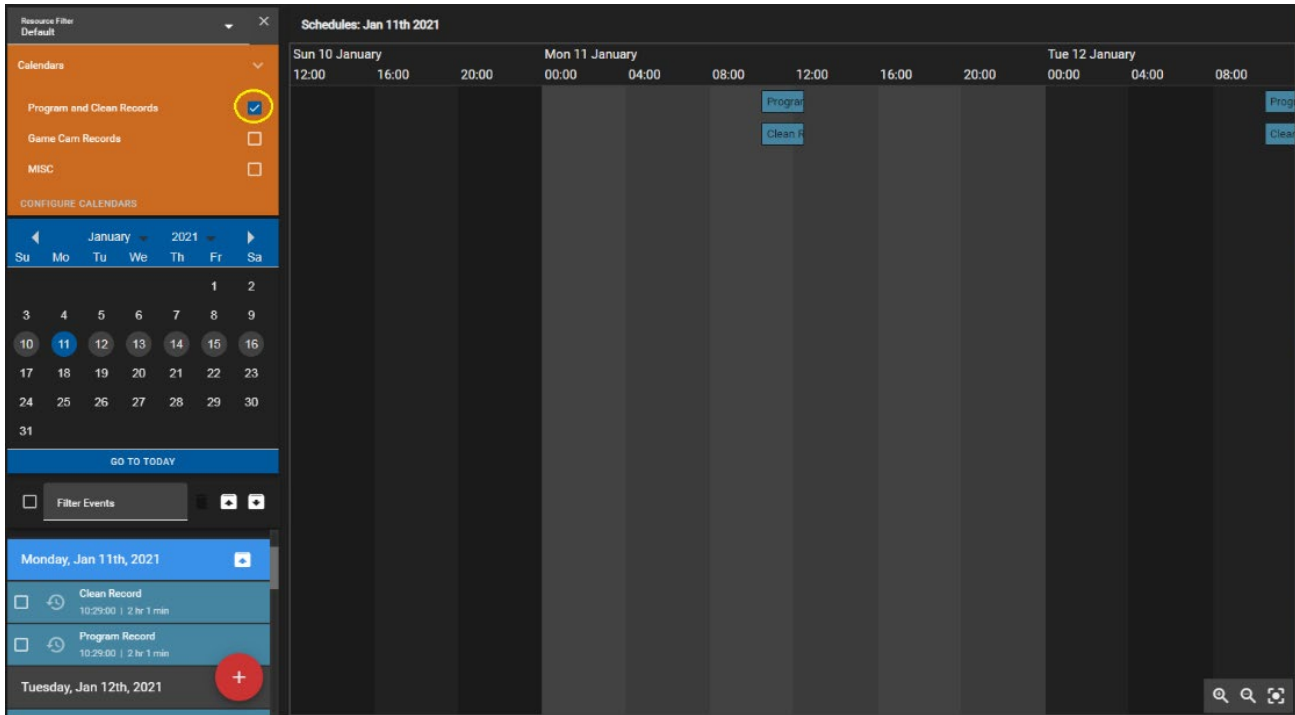 Resource Filter
Default
Calendars
Program and Clean Records
Game Cam Records
MISC
CONFIGURE CALENDARS
January 2021
Su Mo Tu We Th Fr Sa
1 2
3 4 5 6 7 8 9
10 11 12 13 14 15 16
17 18 19 20 21 22 23
24 25 26 27 28 29 30
31
GO TO TODAY
Filter Events
Monday, Jan 11th, 2021
Clean Record
10:29:00 | 2 hr 1 min
Program Record
10:29:00 | 2 hr 1 min
Tuesday, Jan 12th, 2021
+
Schedules: Jan 11th 2021
Sun 10 January Mon 11 January Tue 12 January
12:00 16:00 20:00 00:00 04:00 08:00 12:00 16:00 20:00 00:00 04:00 08:00
Program Prog
Clean R Clea